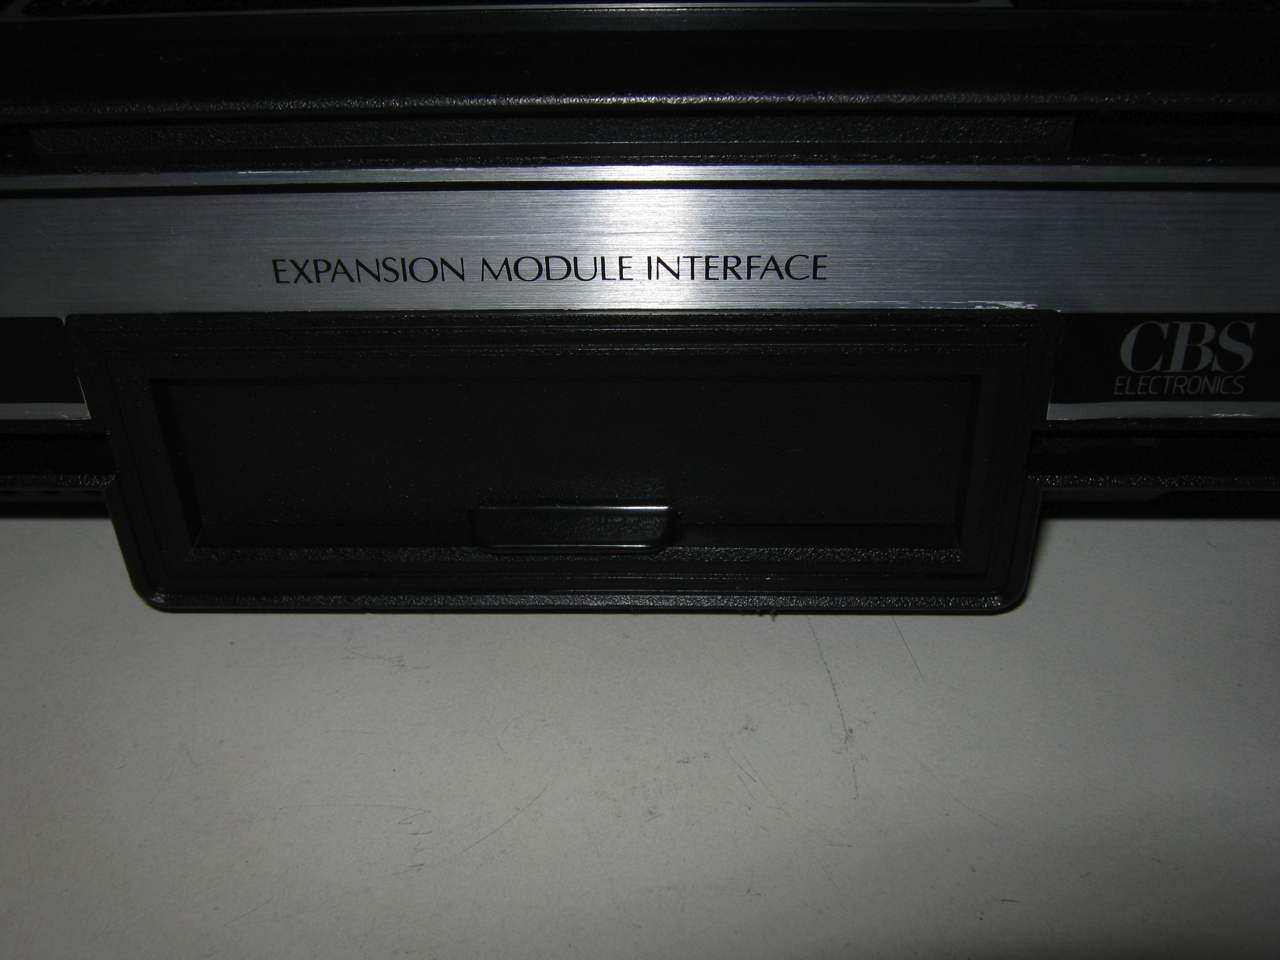 EXPANSION MODULE INTERFACE
CBS
ELECTRONICS